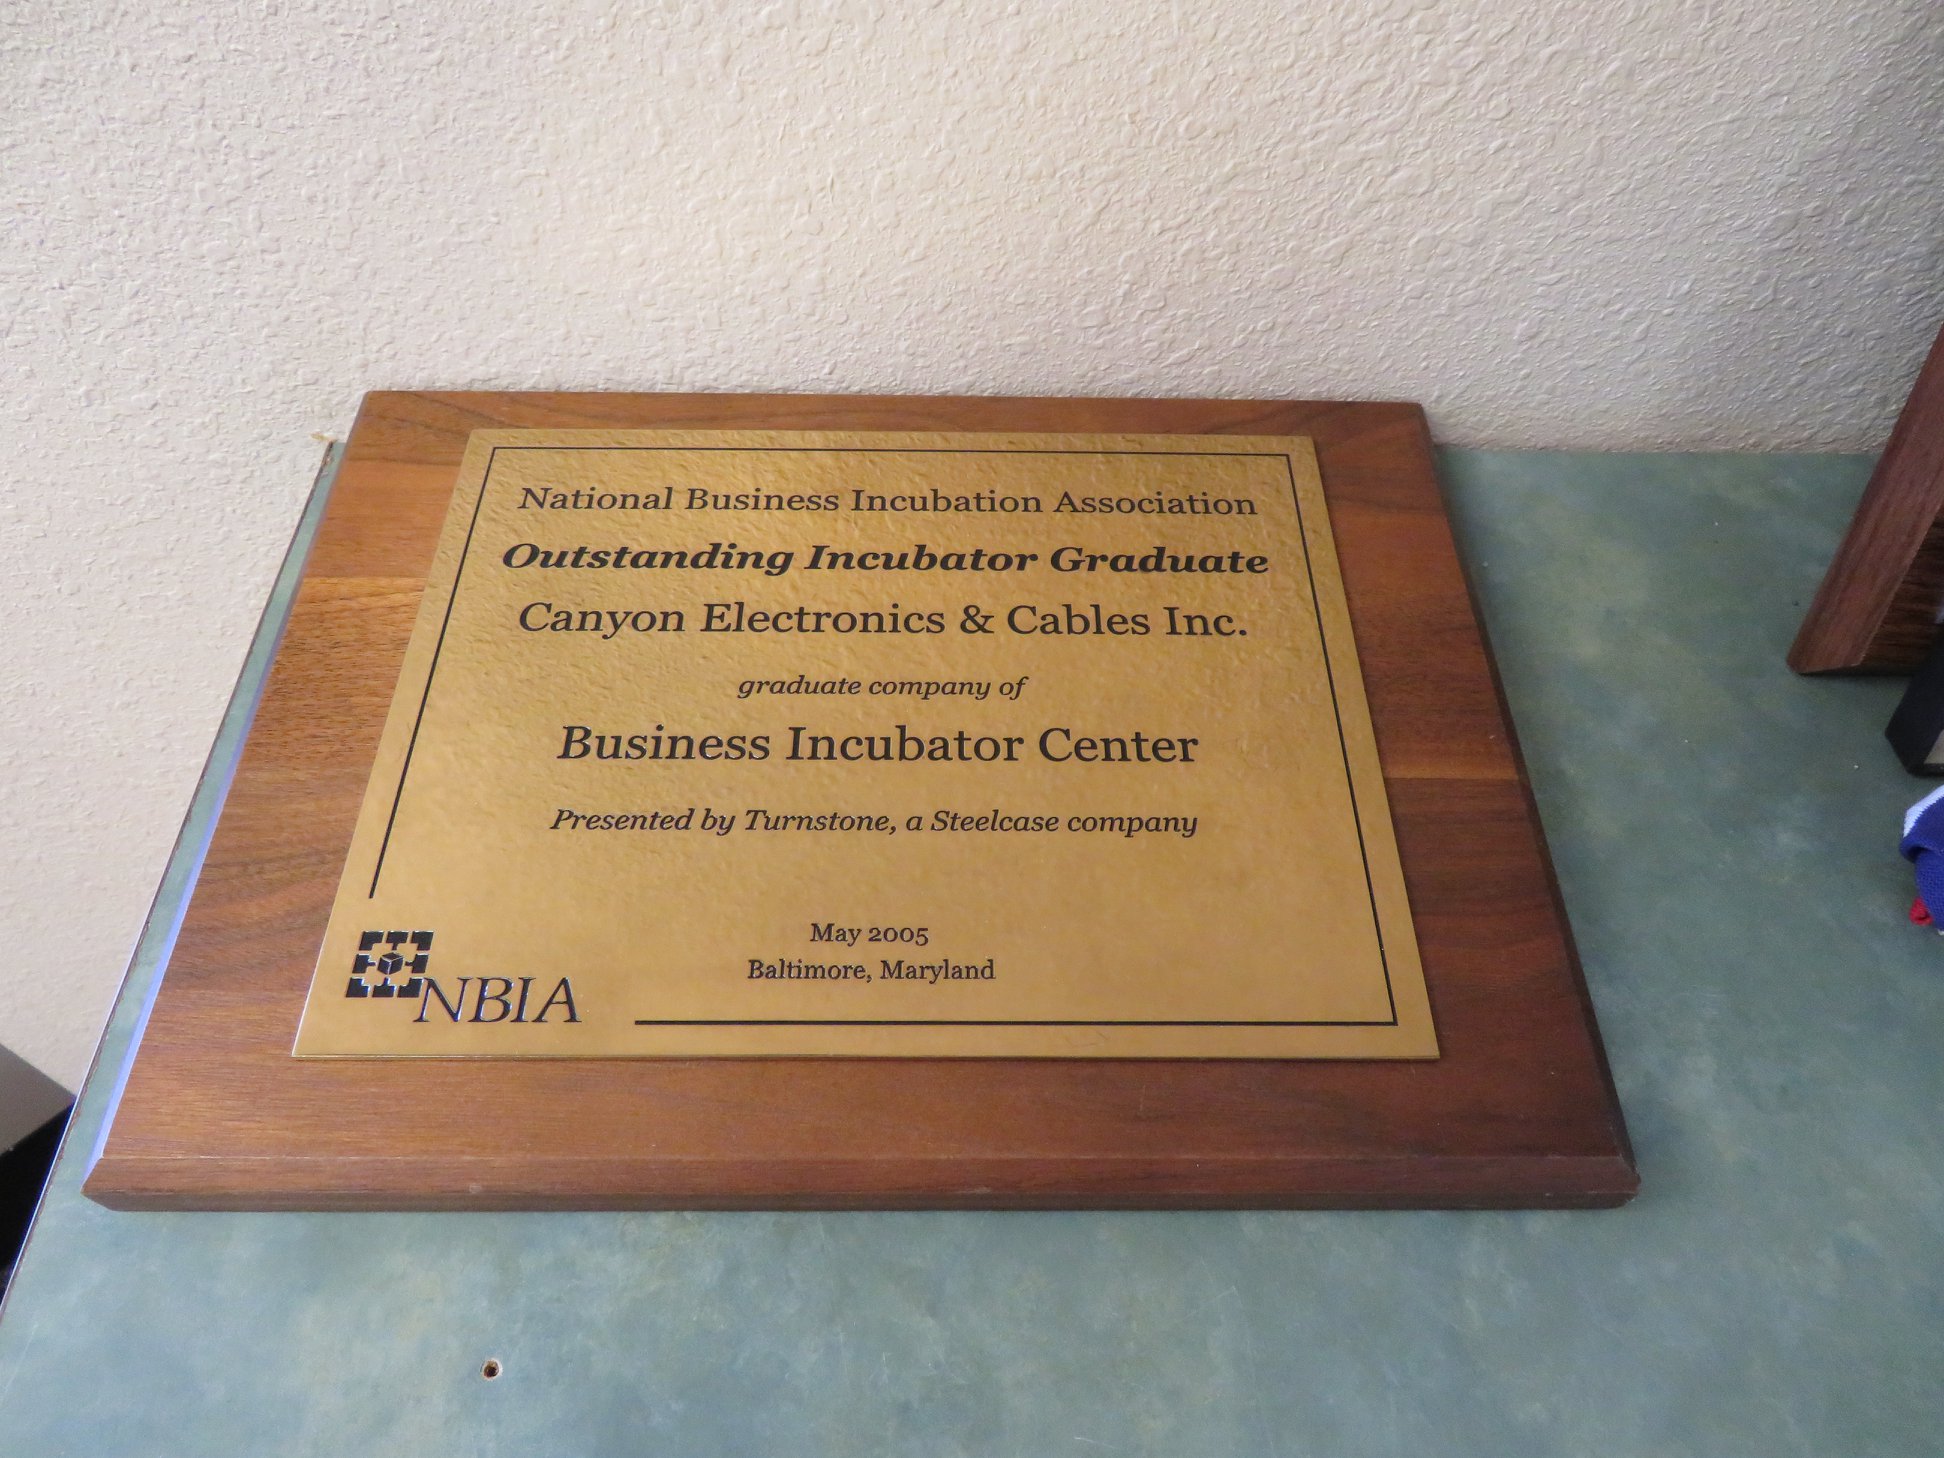 National Business Incubation Association
Outstanding Incubator Graduate
Canyon Electronics & Cables Inc.
graduate company of
Business Incubator Center
Presented by Turnstone, a Steelcase company
May 2005
Baltimore, Maryland
NBIA